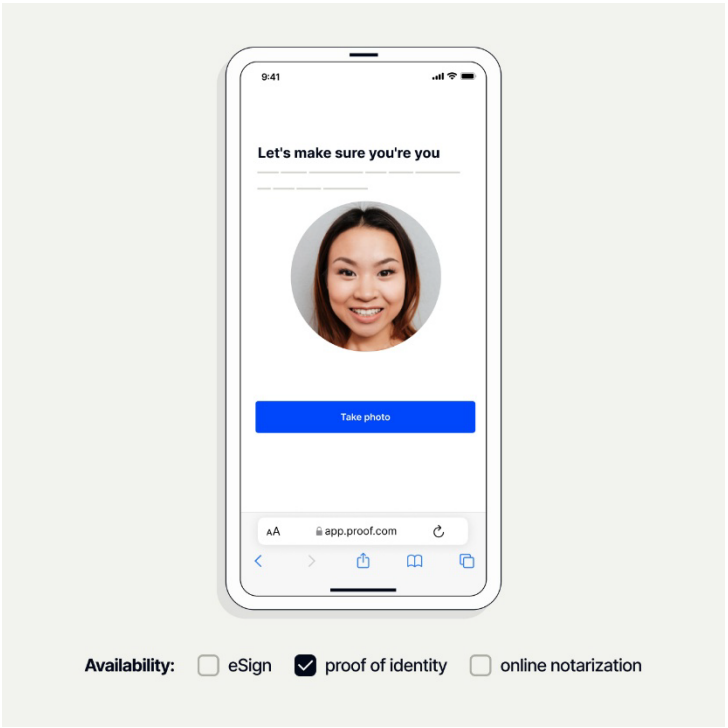 9:41
Let's make sure you're you
Take photo
AA app.proof.com
Availability: eSign proof of identity online notarization